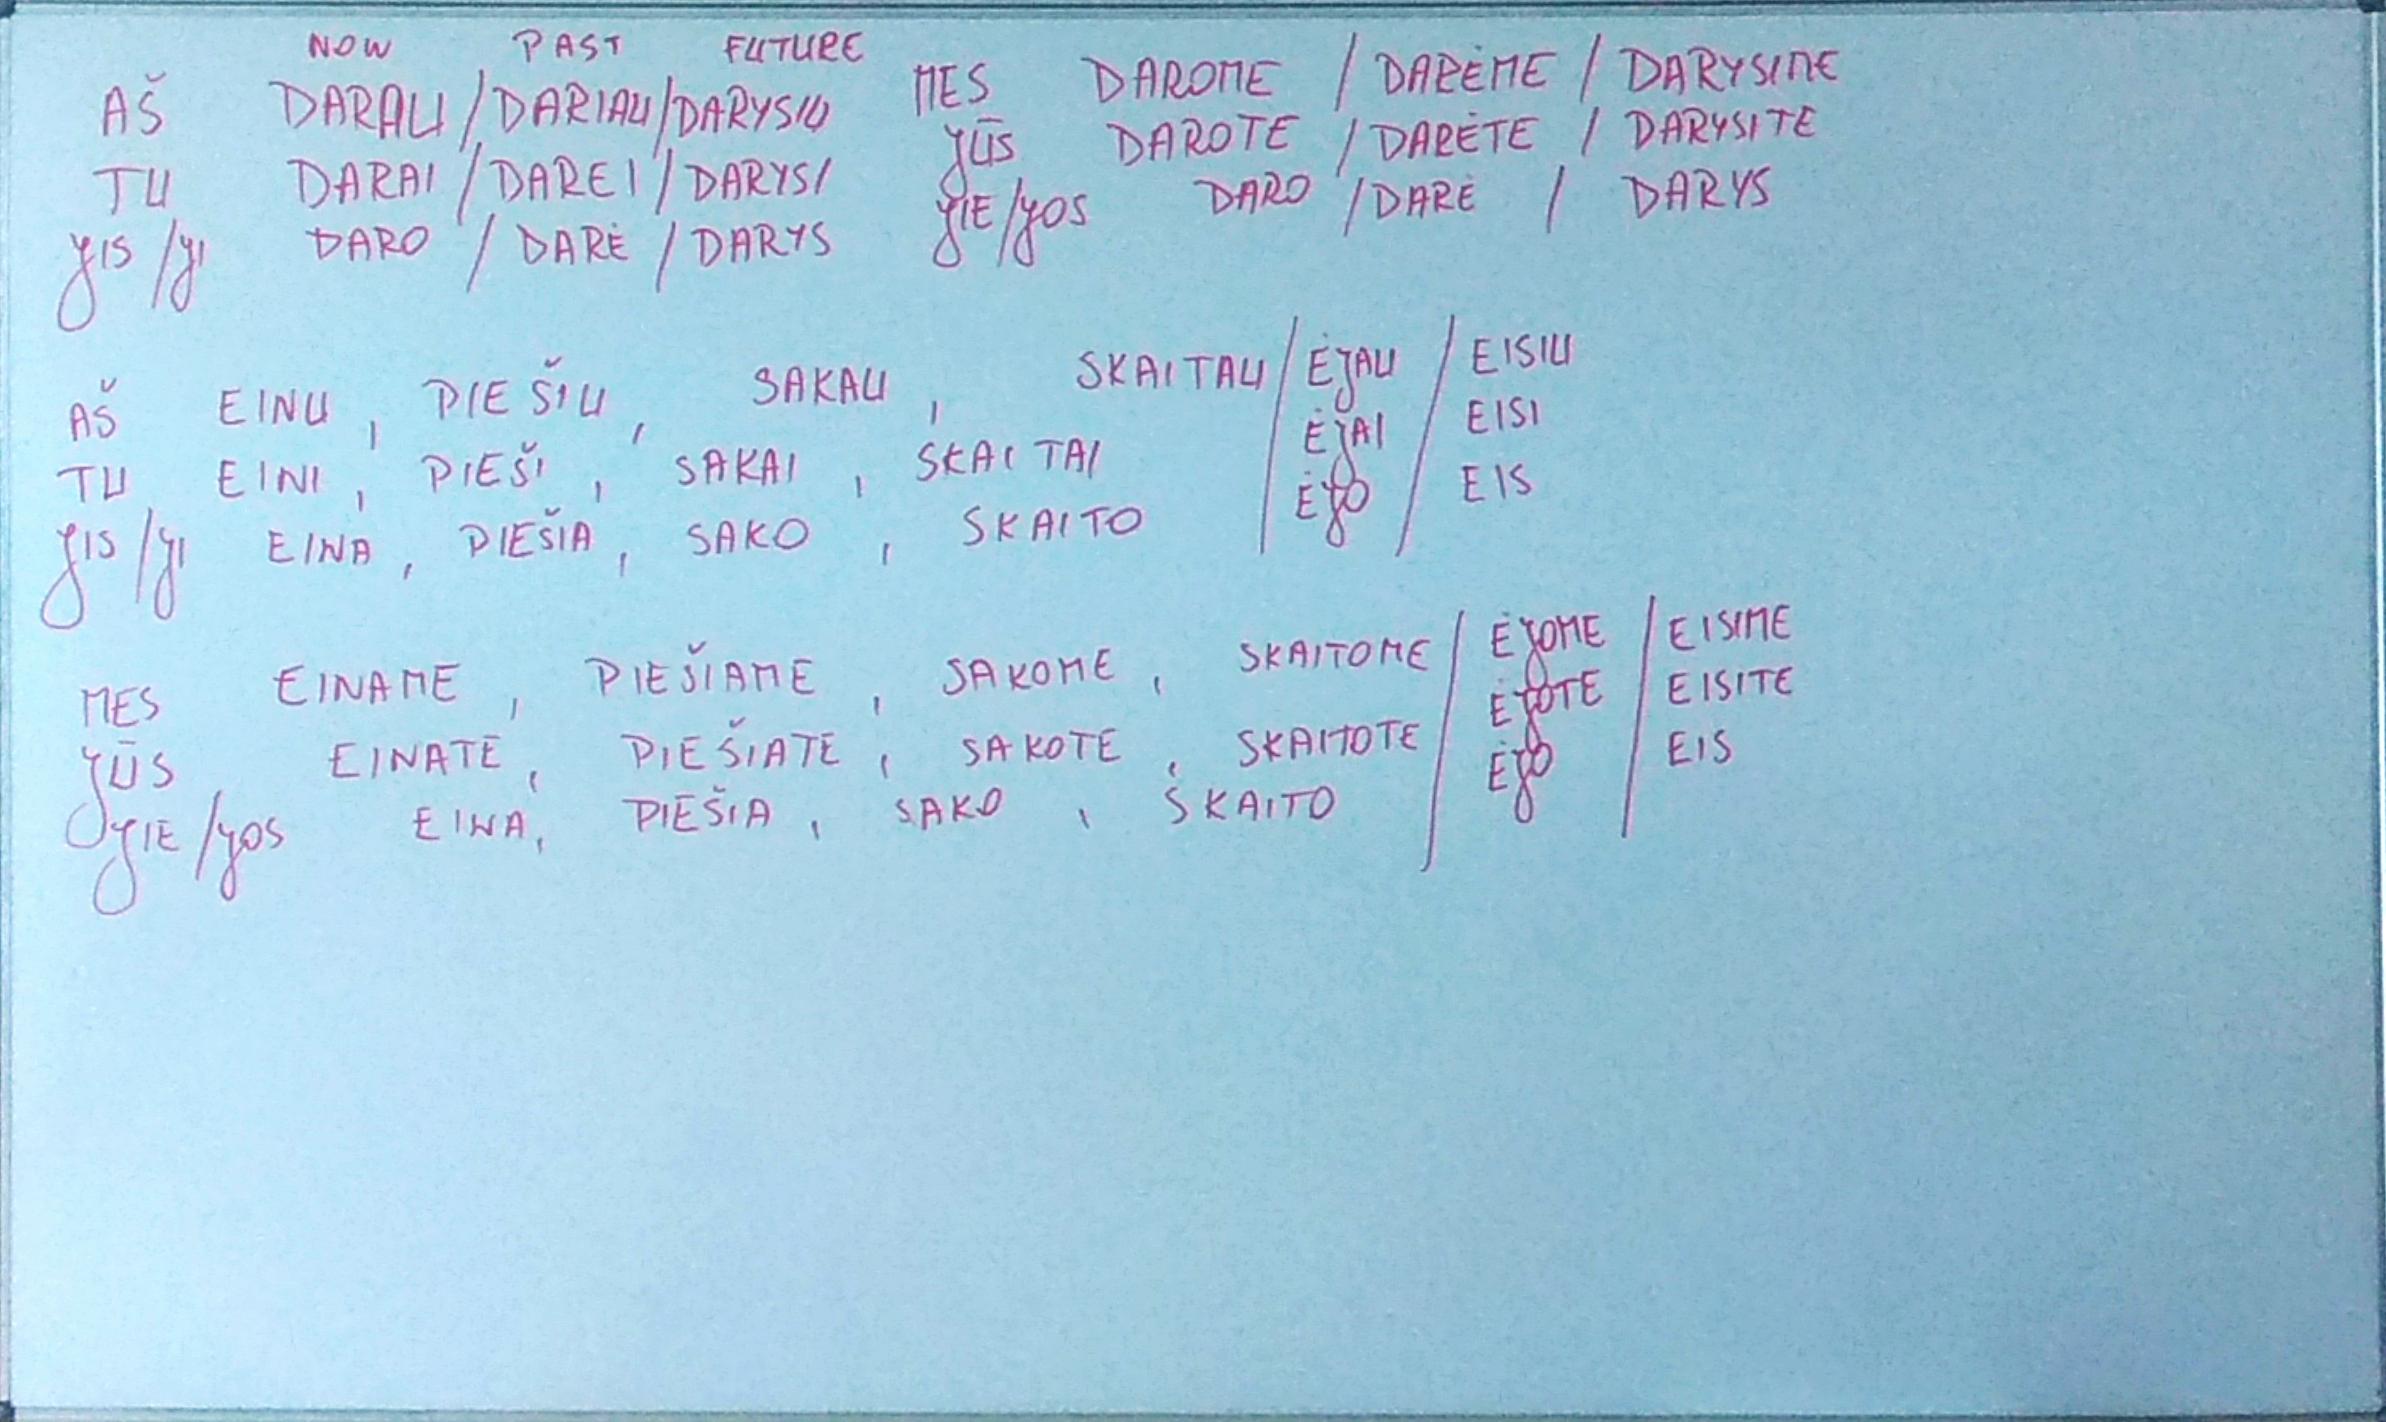 NOW PAST FUTURE
AŠ DARAU / DARIAU / DARYSIU
TU DARAI / DAREI / DARYSI
JIS / JI DARO / DARĖ / DARYS
MES DAROME / DARĖME / DARYSIME
JŪS DAROTE / DARĖTE / DARYSITE
JIE / JOS DARO / DARĖ / DARYS
AŠ EINU, PIEŠIU, SAKAU, SKAITAU / ĖJAU / EISIU
TU EINI, PIEŠI, SAKAI, SKAITAI / ĖJAI / EISI
JIS / JI EINA, PIEŠIA, SAKO, SKAITO / ĖJO / EIS
MES EINAME, PIEŠIAME, SAKOME, SKAITOME / ĖJOME / EISIME
JŪS EINATE, PIEŠIATE, SAKOTE, SKAITOTE / ĖJOTE / EISITE
JIE / JOS EINA, PIEŠIA, SAKO, SKAITO / ĖJO / EIS